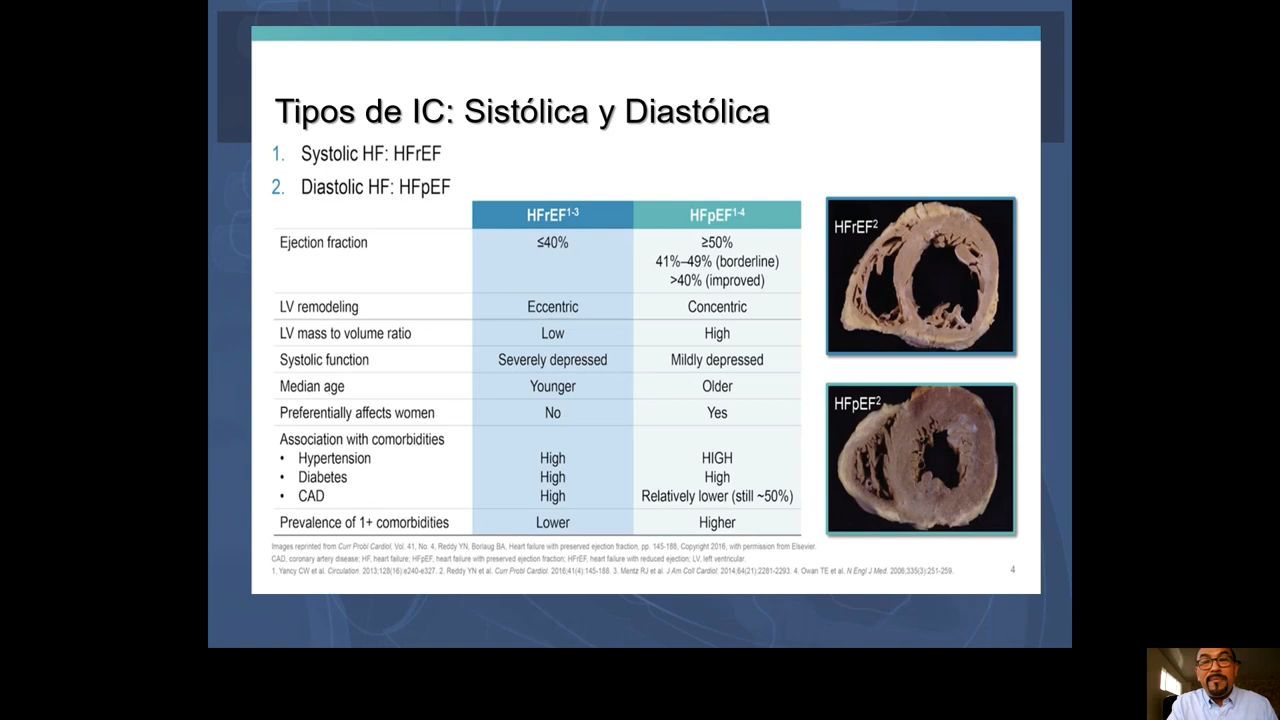 Tipos de IC: Sistólica y Diastólica
1. Systolic HF: HFrEF
2. Diastolic HF: HFpEF
HFrEF1-3 HFpEF1-4
Ejection fraction ≤40% ≥50%
41%–49% (borderline)
>40% (improved)
LV remodeling Eccentric Concentric
LV mass to volume ratio Low High
Systolic function Severely depressed Mildly depressed
Median age Younger Older
Preferentially affects women No Yes
Association with comorbidities
• Hypertension High HIGH
• Diabetes High High
• CAD High Relatively lower (still ~50%)
Prevalence of 1+ comorbidities Lower Higher
HFrEF2
HFpEF2
Images reprinted from Curr Probl Cardiol, Vol. 41, No. 4, Reddy YN, Borlaug BA, Heart failure with preserved ejection fraction, pp. 145-188, Copyright 2016, with permission from Elsevier.
CAD, coronary artery disease; HF, heart failure; HFpEF, heart failure with preserved ejection fraction; HFrEF, heart failure with reduced ejection; LV, left ventricular.
1. Yancy CW et al. Circulation. 2013;128(16):e240-e327. 2. Reddy YN et al. Curr Probl Cardiol. 2016;41(4):145-188. 3. Mentz RJ et al. J Am Coll Cardiol. 2014;64(21):2281-2293. 4. Owan TE et al. N Engl J Med. 2006;335(3):251-259.
4